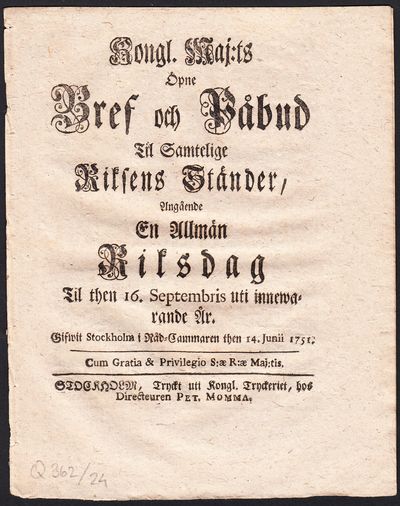 Kongl. Maj:ts
Öpne
Bref och Påbud
Til Samtelige
Riksens Ständer,
Angående
En Allmän
Riksdag
Til then 16. Septembris uti innewa-
rande År.
Gifwit Stockholm i Råd-Cammaren then 14. Junii 1751.
Cum Gratia & Privilegio S:æ R:æ Maj:tis.
STOCKHOLM, Tryckt uti Kongl. Tryckeriet, hos
Directeuren PET. MOMMA.
Q 362/24